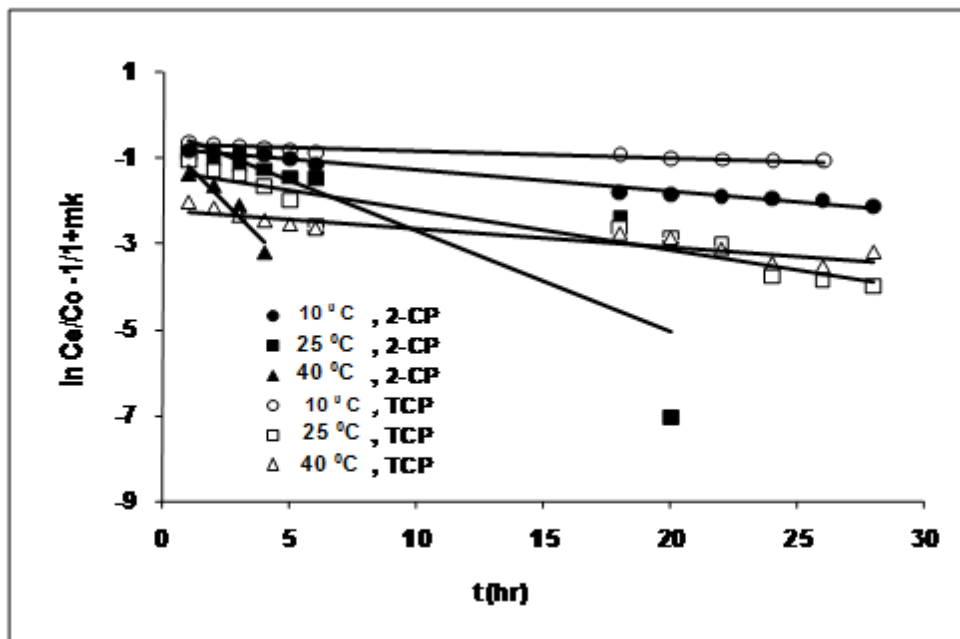 1
-1
-3
-5
-7
-9
ln Ce/Co -1/1+mk
10 ⁰ C , 2-CP
25 ⁰C , 2-CP
40 ⁰C , 2-CP
10 ⁰ C , TCP
25 ⁰C , TCP
40 ⁰C , TCP
0 5 10 15 20 25 30
t(hr)